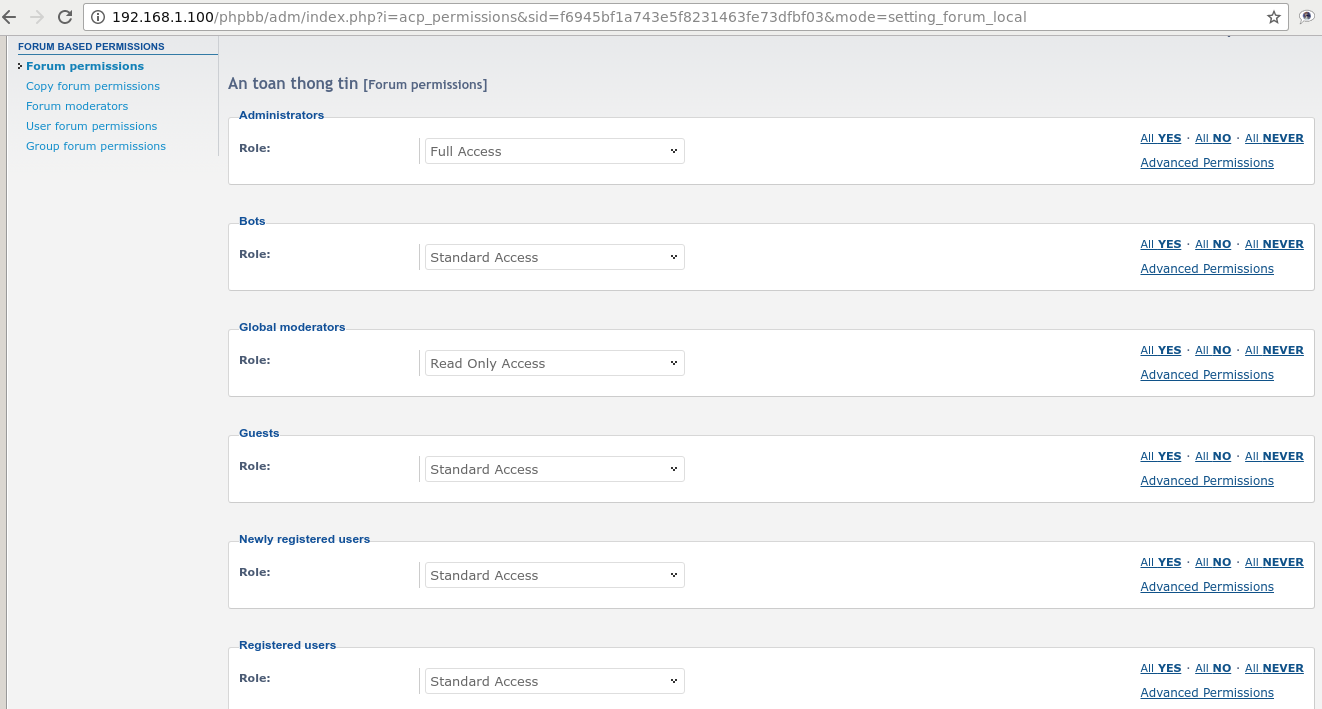 192.168.1.100/phpbb/adm/index.php?i=acp_permissions&sid=f6945bf1a743e5f8231463fe73dfbf03&mode=setting_forum_local
FORUM BASED PERMISSIONS
Forum permissions
Copy forum permissions
Forum moderators
User forum permissions
Group forum permissions
An toan thong tin [Forum permissions]
Administrators
Role: Full Access All YES · All NO · All NEVER
Advanced Permissions
Bots
Role: Standard Access All YES · All NO · All NEVER
Advanced Permissions
Global moderators
Role: Read Only Access All YES · All NO · All NEVER
Advanced Permissions
Guests
Role: Standard Access All YES · All NO · All NEVER
Advanced Permissions
Newly registered users
Role: Standard Access All YES · All NO · All NEVER
Advanced Permissions
Registered users
Role: Standard Access All YES · All NO · All NEVER
Advanced Permissions